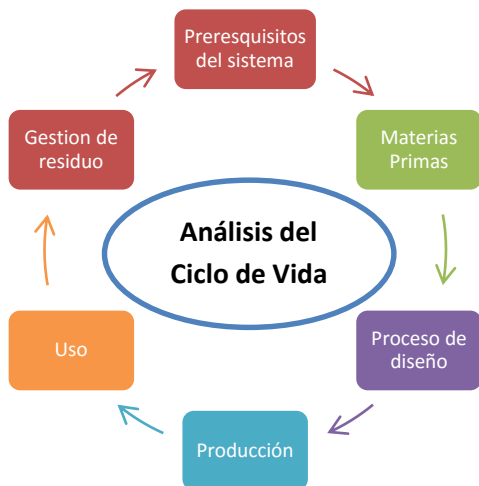 Preresquisitos
del sistema
Materias
Primas
Proceso de
diseño
Producción
Uso
Gestion de
residuo
Análisis del
Ciclo de Vida